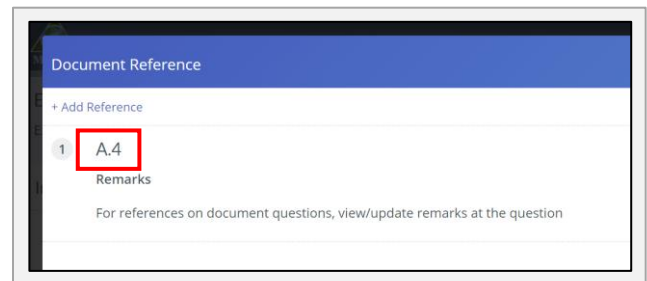 Document Reference
+ Add Reference
1 A.4
Remarks
For references on document questions, view/update remarks at the question